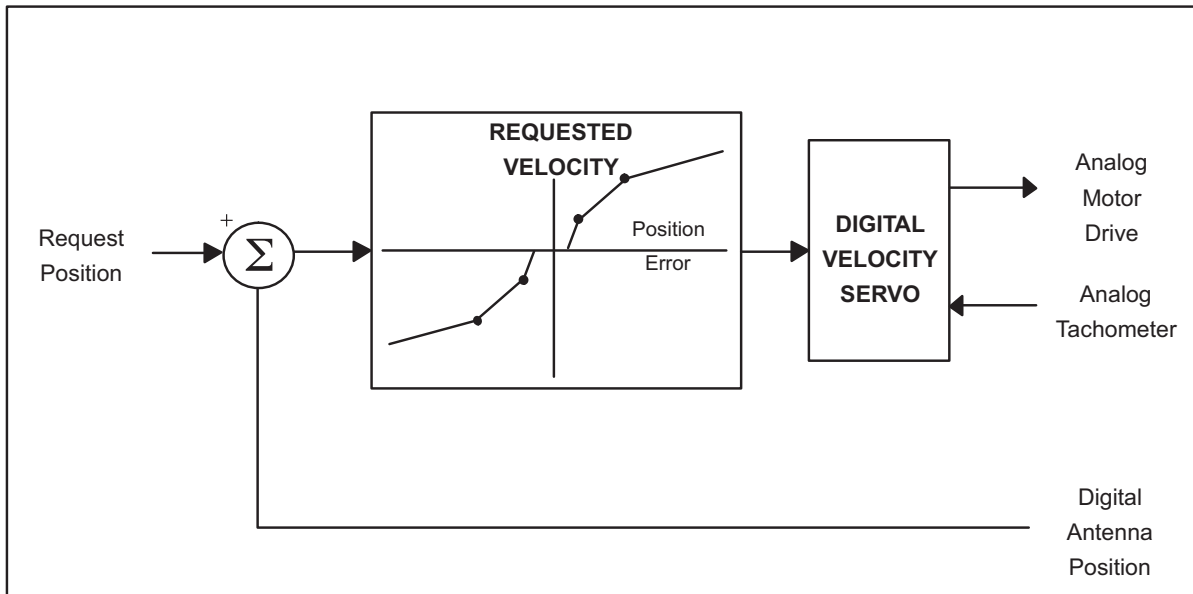 REQUESTED
VELOCITY
Position
Error
+
Σ
Request
Position
DIGITAL
VELOCITY
SERVO
Analog
Motor
Drive
Analog
Tachometer
Digital
Antenna
Position